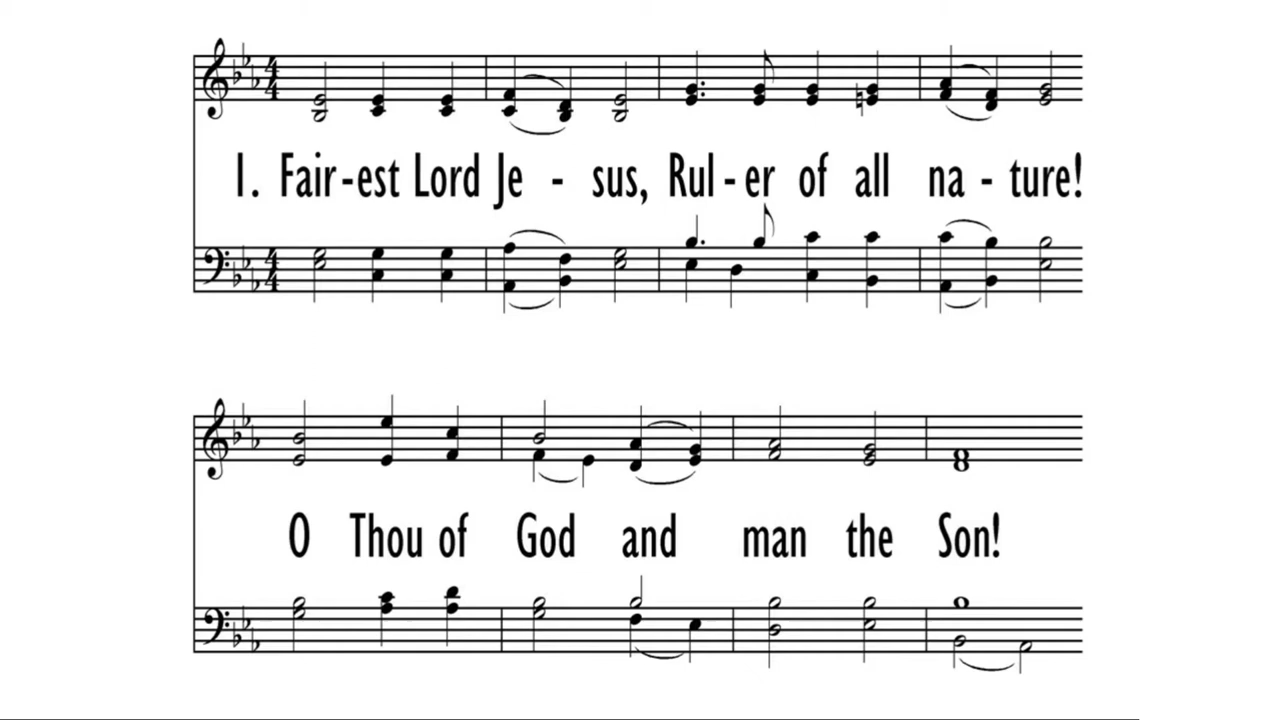 1. Fair-est Lord Je - sus, Rul - er of all na - ture!
O Thou of God and man the Son!